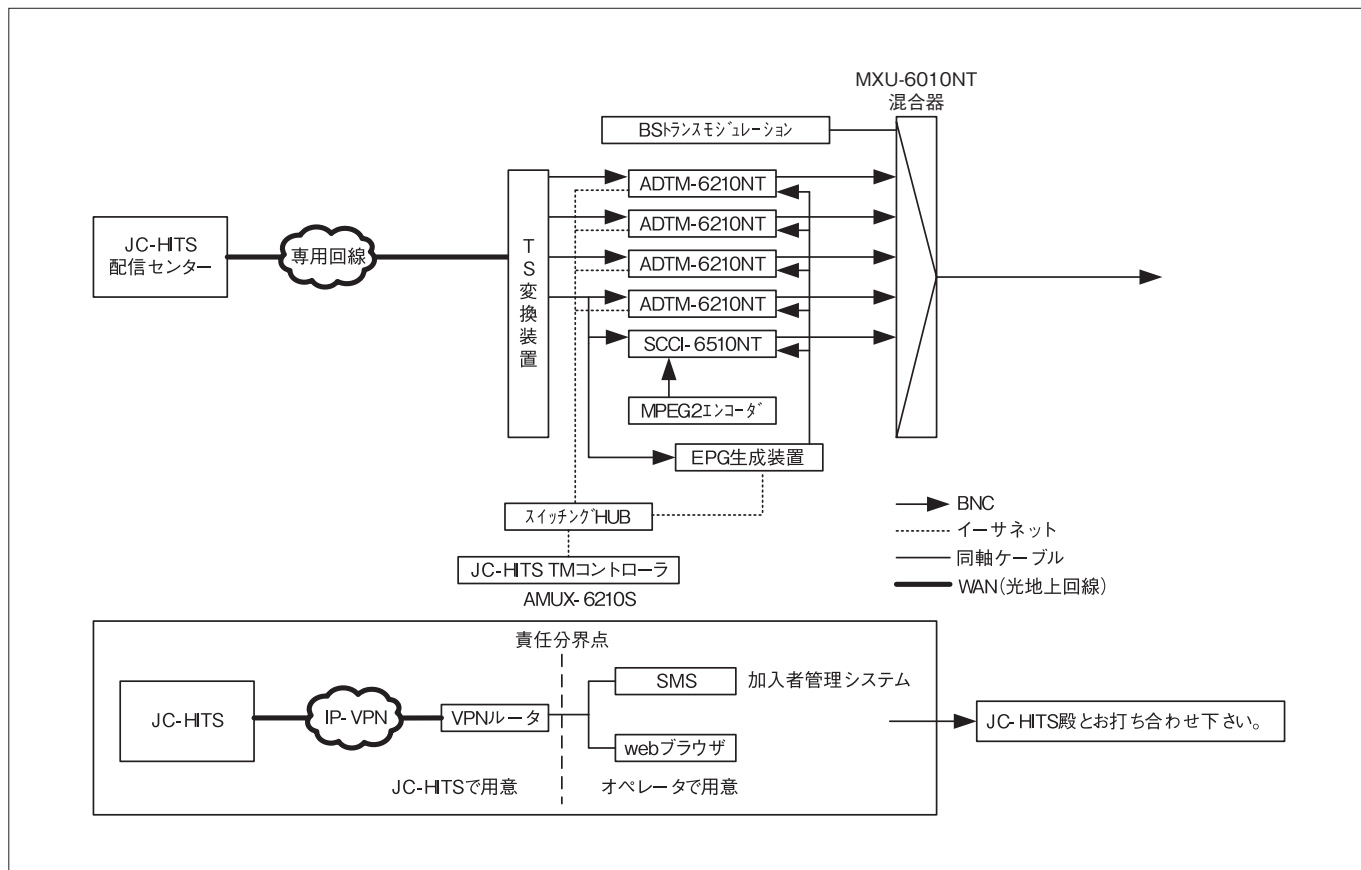 MXU-6010NT
混合器
BSトランスモジュレーション
ADTM-6210NT
ADTM-6210NT
ADTM-6210NT
ADTM-6210NT
SCCI-6510NT
MPEG2エンコーダ
EPG生成装置
JC-HITS
配信センター
専用回線
TS変換装置
スイッチングHUB
JC-HITS TMコントローラ
AMUX-6210S
BNC
イーサネット
同軸ケーブル
WAN(光地上回線)
責任分界点
JC-HITS
IP-VPN
VPNルータ
SMS
加入者管理システム
webブラウザ
JC-HITSで用意
オペレータで用意
JC-HITS殿とお打ち合わせ下さい。